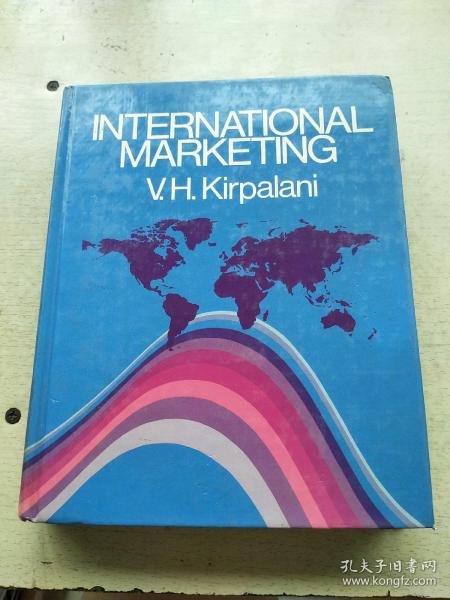 INTERNATIONAL
MARKETING
V.H. Kirpalani
孔夫子旧书网
www.kongfz.com